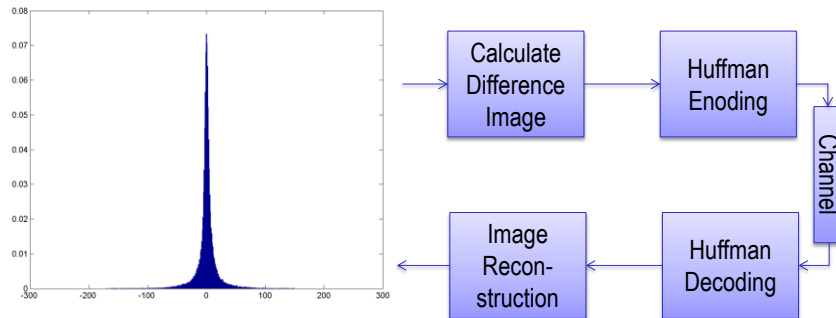 0.08
0.07
0.06
0.05
0.04
0.03
0.02
0.01
0
-300
-200
-100
0
100
200
300
Calculate
Difference
Image
Huffman
Enoding
Channel
Image
Recon-
struction
Huffman
Decoding